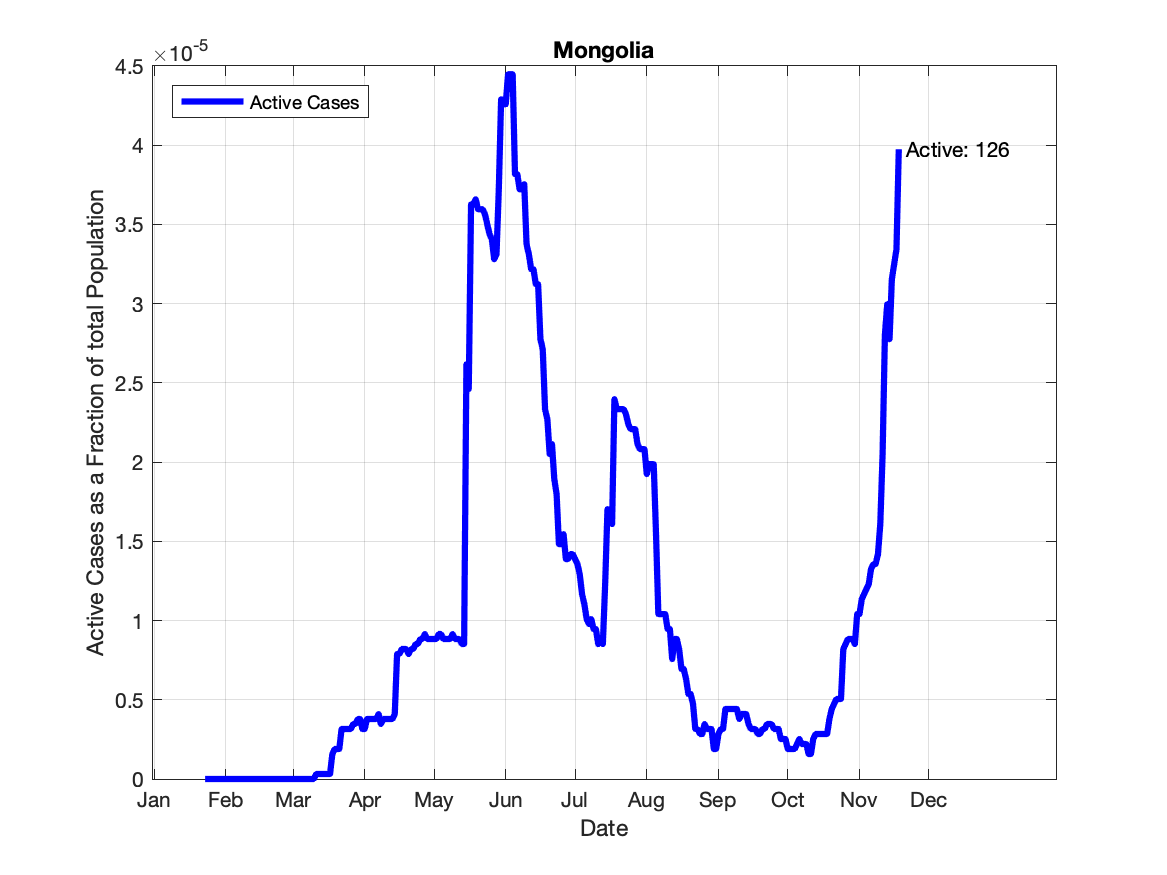 Mongolia
×10-5
Active Cases
Active: 126
Active Cases as a Fraction of total Population
4.5
4
3.5
3
2.5
2
1.5
1
0.5
0
Jan Feb Mar Apr May Jun Jul Aug Sep Oct Nov Dec
Date